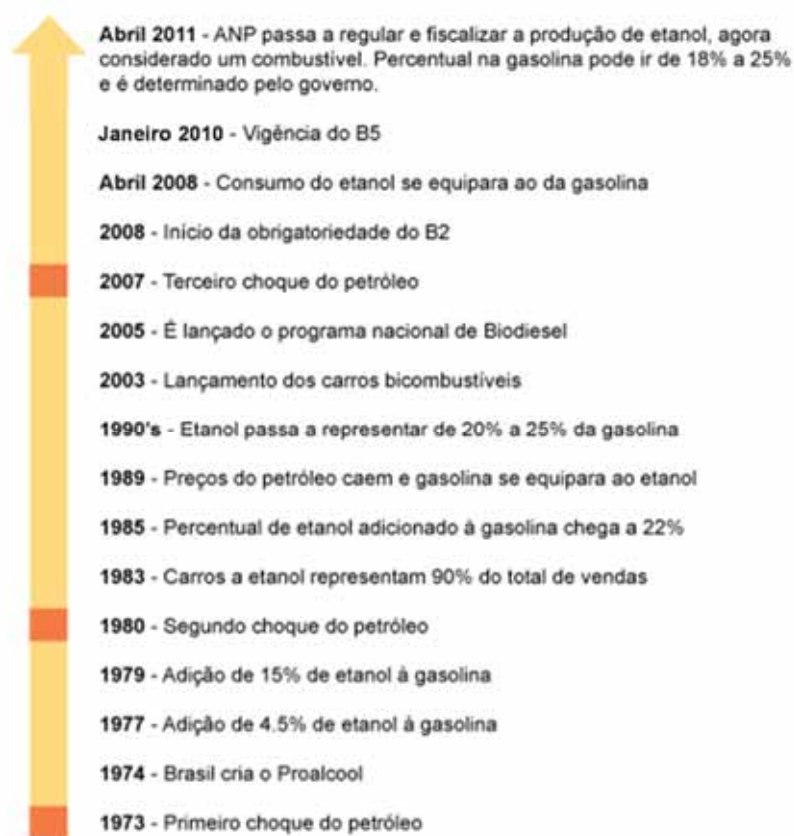 Abril 2011 - ANP passa a regular e fiscalizar a produção de etanol, agora
considerado um combustível. Percentual na gasolina pode ir de 18% a 25%
e é determinado pelo governo.
Janeiro 2010 - Vigência do B5
Abril 2008 - Consumo do etanol se equipara ao da gasolina
2008 - Início da obrigatoriedade do B2
2007 - Terceiro choque do petróleo
2005 - É lançado o programa nacional de Biodiesel
2003 - Lançamento dos carros bicombustíveis
1990's - Etanol passa a representar de 20% a 25% da gasolina
1989 - Preços do petróleo caem e gasolina se equipara ao etanol
1985 - Percentual de etanol adicionado à gasolina chega a 22%
1983 - Carros a etanol representam 90% do total de vendas
1980 - Segundo choque do petróleo
1979 - Adição de 15% de etanol à gasolina
1977 - Adição de 4.5% de etanol à gasolina
1974 - Brasil cria o Proalcool
1973 - Primeiro choque do petróleo